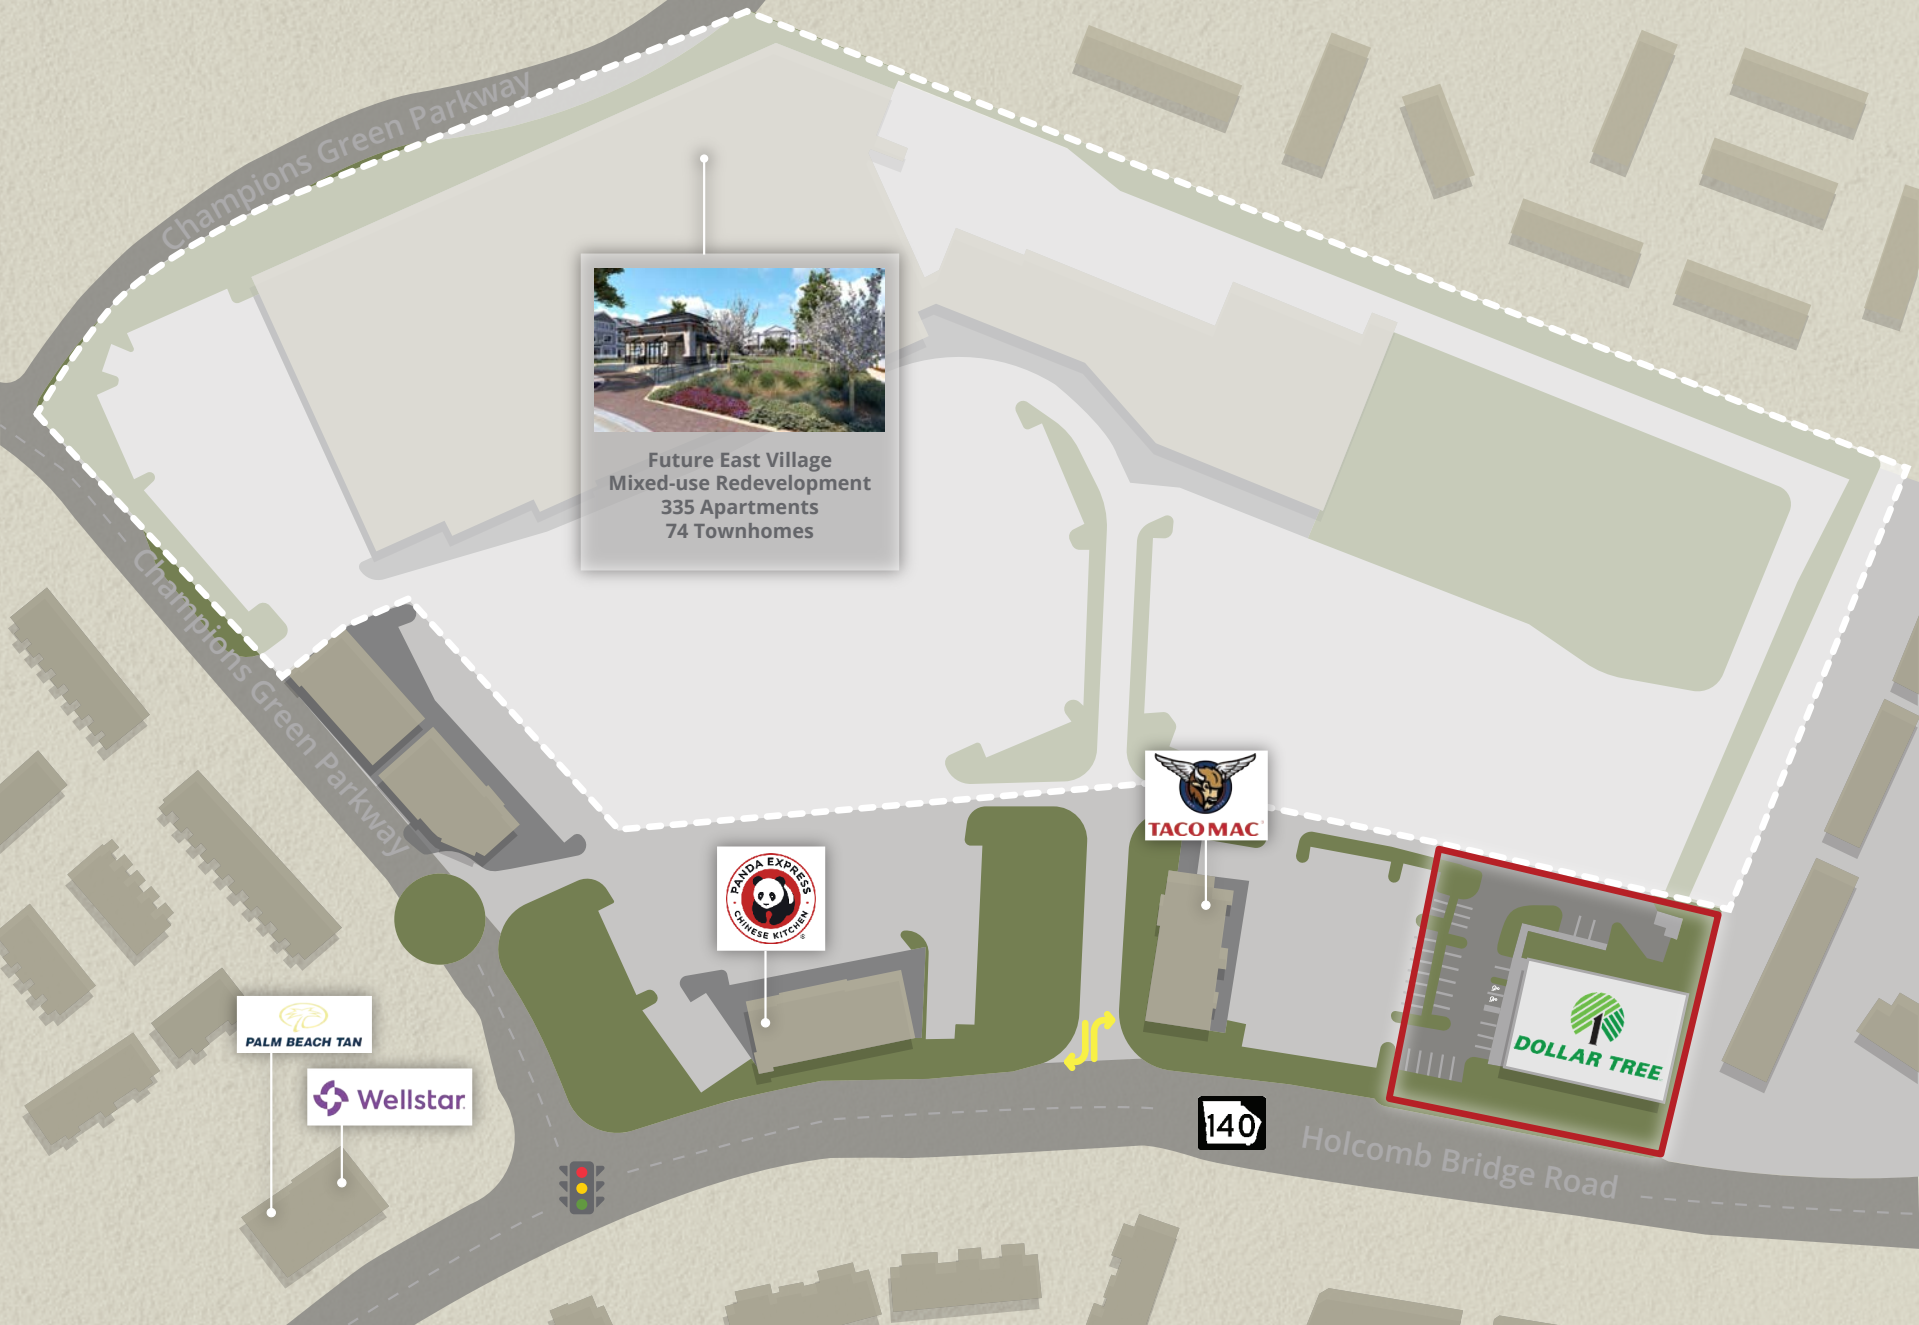 Champions Green Parkway
Future East Village
Mixed-use Redevelopment
335 Apartments
74 Townhomes
Champions Green Parkway
TACO MAC
PANDA EXPRESS
CHINESE KITCHEN
PALM BEACH TAN
Wellstar
DOLLAR TREE
140
Holcomb Bridge Road